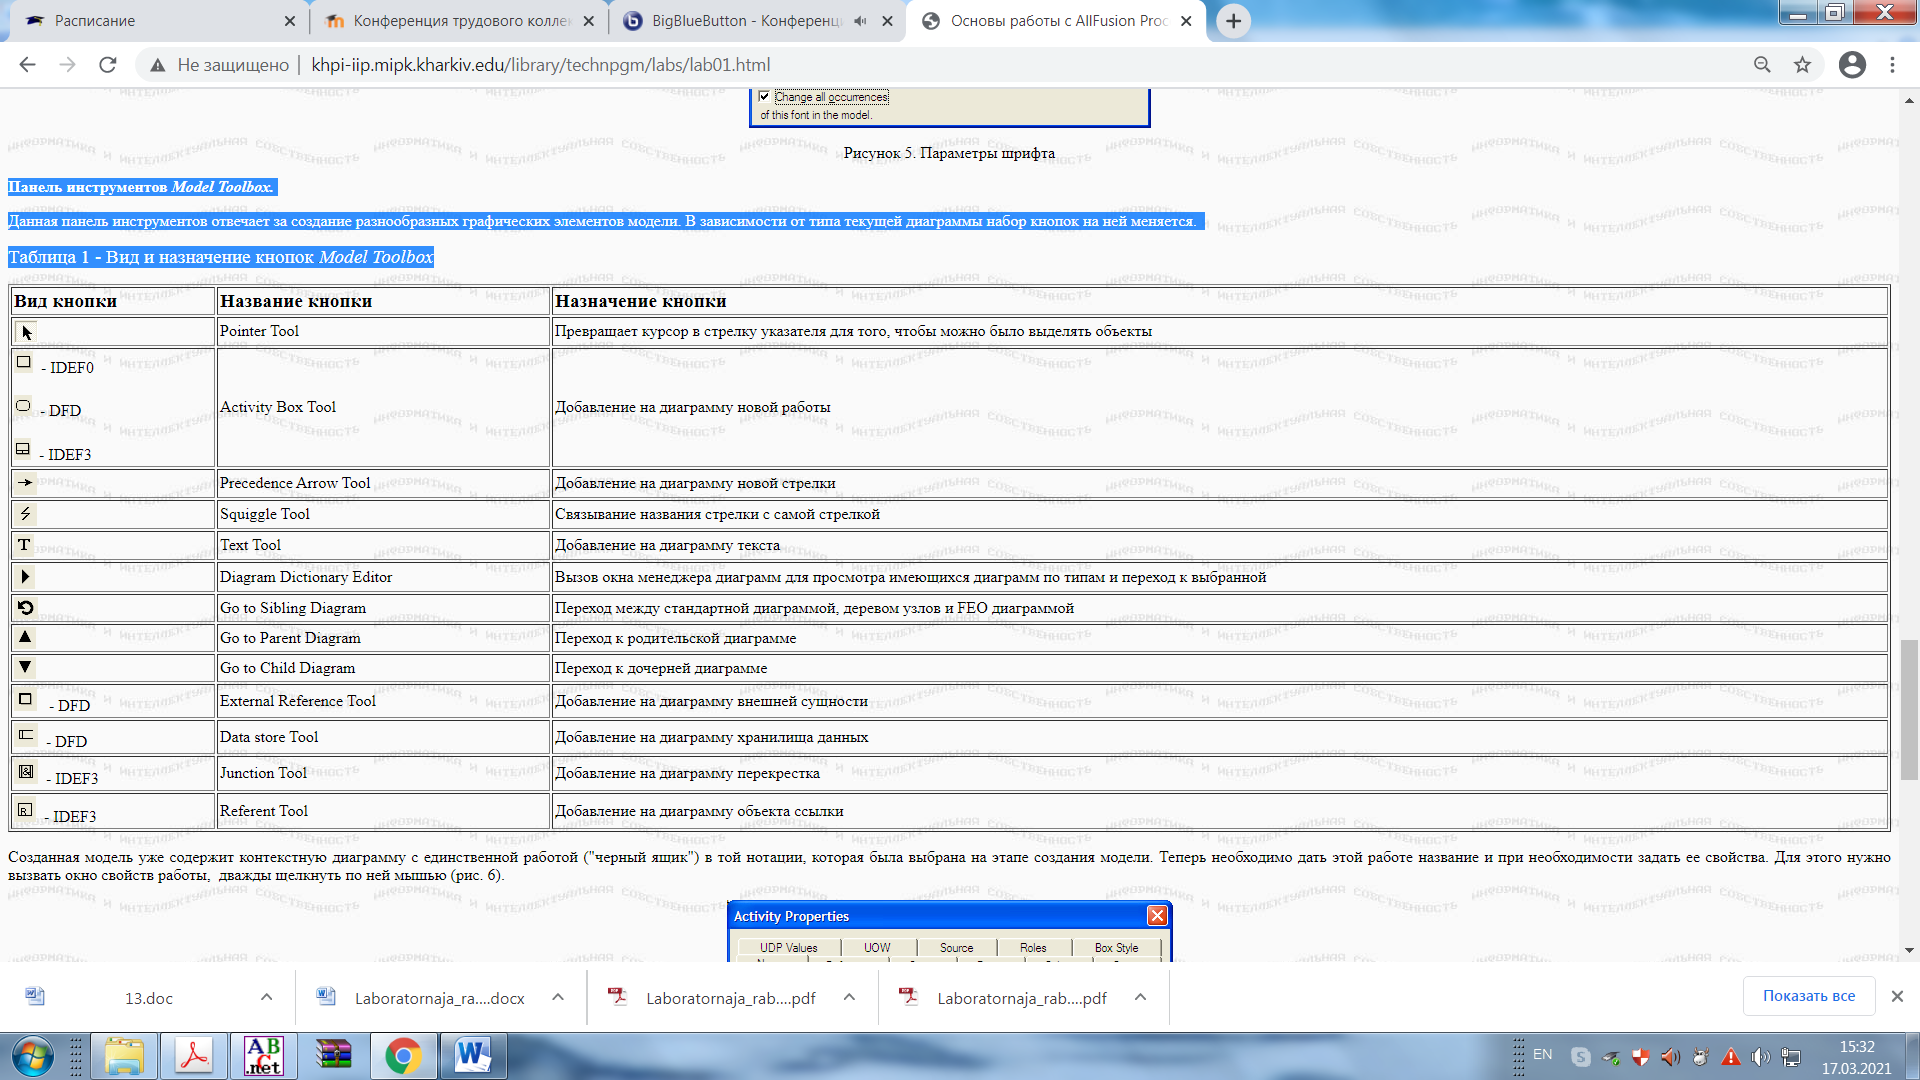 Расписание
Конференция трудового колле
BigBlueButton - Конференц
Основы работы с AllFusion Proc
Не защищено | khpi-iip.mipk.kharkiv.edu/library/technpgm/labs/lab01.html
Change all occurrences
of this font in the model.
Рисунок 5. Параметры шрифта
Панель инструментов Model Toolbox.
Данная панель инструментов отвечает за создание разнообразных графических элементов модели. В зависимости от типа текущей диаграммы набор кнопок на ней меняется.
Таблица 1 - Вид и назначение кнопок Model Toolbox
Вид кнопки Название кнопки Назначение кнопки
Pointer Tool Превращает курсор в стрелку указателя для того, чтобы можно было выделять объекты
- IDEF0
- DFD Activity Box Tool Добавление на диаграмму новой работы
- IDEF3
Precedence Arrow Tool Добавление на диаграмму новой стрелки
Squiggle Tool Связывание названия стрелки с самой стрелкой
T Text Tool Добавление на диаграмму текста
Diagram Dictionary Editor Вызов окна менеджера диаграмм для просмотра имеющихся диаграмм по типам и переход к выбранной
Go to Sibling Diagram Переход между стандартной диаграммой, деревом узлов и FEO диаграммой
Go to Parent Diagram Переход к родительской диаграмме
Go to Child Diagram Переход к дочерней диаграмме
- DFD External Reference Tool Добавление на диаграмму внешней сущности
- DFD Data store Tool Добавление на диаграмму хранилища данных
- IDEF3 Junction Tool Добавление на диаграмму перекрестка
R - IDEF3 Referent Tool Добавление на диаграмму объекта ссылки
Созданная модель уже содержит контекстную диаграмму с единственной работой ("черный ящик") в той нотации, которая была выбрана на этапе создания модели. Теперь необходимо дать этой работе название и при необходимости задать ее свойства. Для этого нужно
вызвать окно свойств работы, дважды щелкнуть по ней мышью (рис. 6).
Activity Properties
UDP Values UOW Source Roles Box Style
13.doc
Laboratornaja_ra....docx
Laboratornaja_rab....pdf
Laboratornaja_rab....pdf
Показать все
AB
C
.net
EN
15:32
17.03.2021